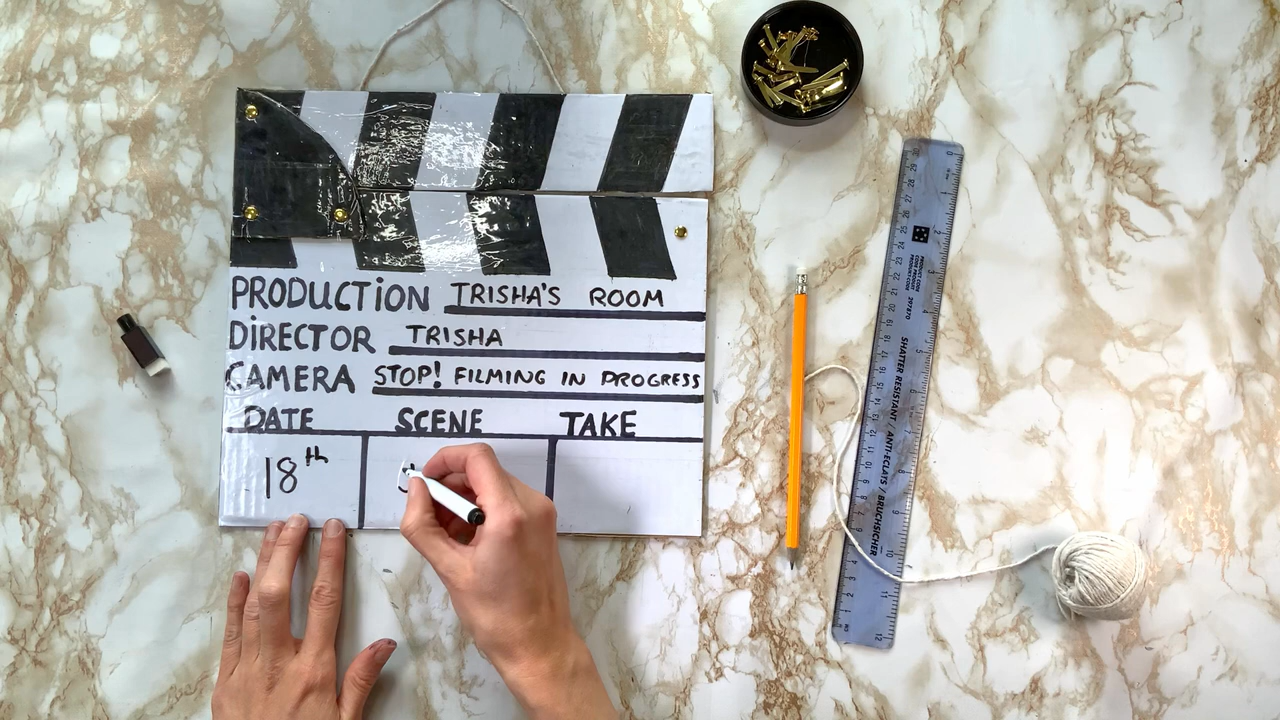 PRODUCTION TRISHA'S ROOM
DIRECTOR TRISHA
CAMERA STOP! FILMING IN PROGRESS
DATE SCENE TAKE
18th
SHATTER RESISTANT / ANTI-ECLATS / BRUCHSICHER